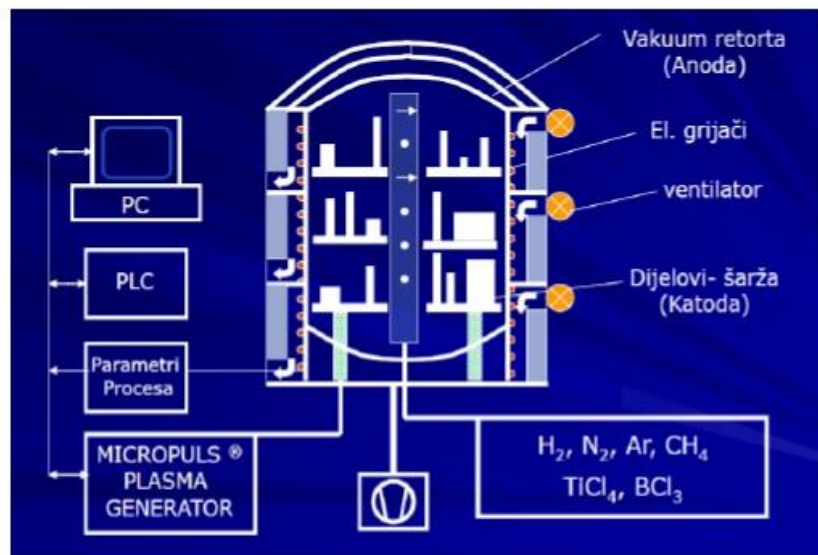 Vakuum retorta
(Anoda)
El. grijači
ventilator
Dijelovi- šarža
(Katoda)
PC
PLC
Parametri
Procesa
MICROPULS ®
PLASMA
GENERATOR
H₂, N₂, Ar, CH₄
TiCl₄, BCl₃